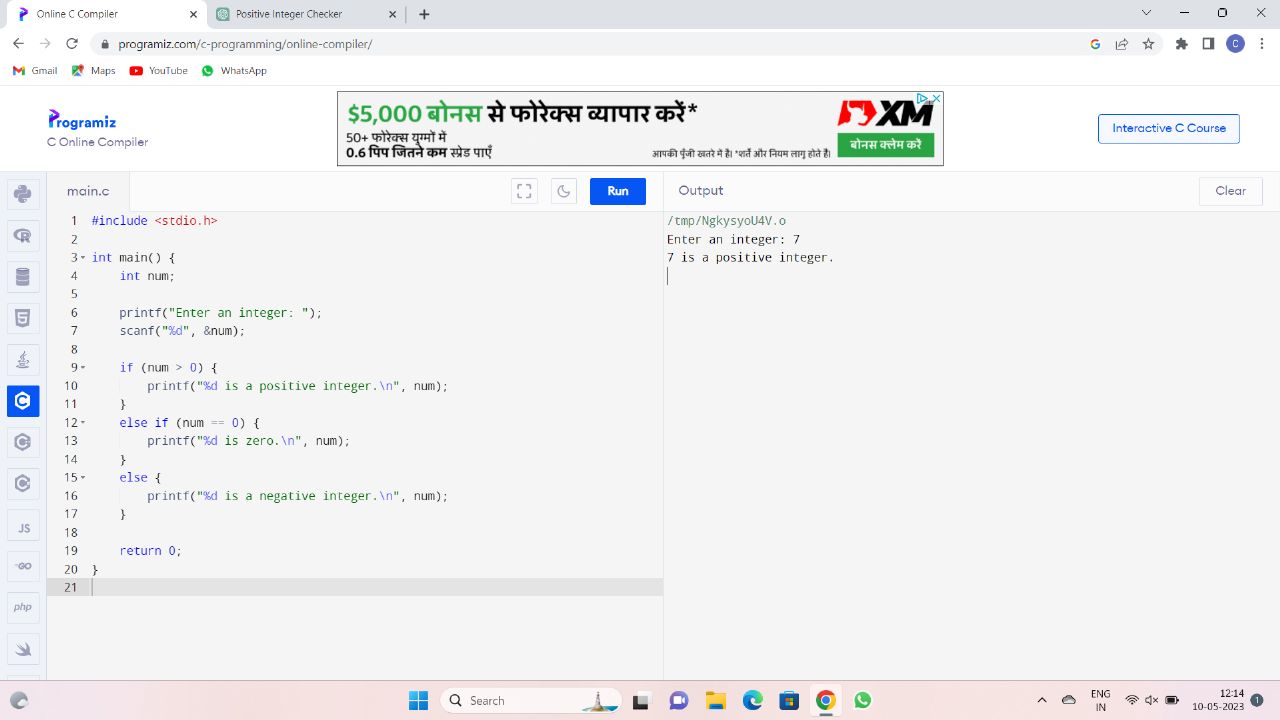 Online C Compiler
Positive Integer Checker
programiz.com/c-programming/online-compiler/
Gmail
Maps
YouTube
WhatsApp
Programiz
C Online Compiler
$5,000 बोनस से फोरेक्स व्यापार करें*
50+ फोरेक्स युग्मों में
0.6 पिप जितने कम स्प्रेड पाएँ
आपकी पूँजी खतरे में है। *शर्तें और नियम लागू होते हैं।
XM
बोनस क्लेम करें
Interactive C Course
main.c
Run
Output
Clear
1 #include <stdio.h>
2
3 int main() {
4 int num;
5
6 printf("Enter an integer: ");
7 scanf("%d", &num);
8
9 if (num > 0) {
10 printf("%d is a positive integer.\n", num);
11 }
12 else if (num == 0) {
13 printf("%d is zero.\n", num);
14 }
15 else {
16 printf("%d is a negative integer.\n", num);
17 }
18
19 return 0;
20 }
21
/tmp/NgkysyoU4V.o
Enter an integer: 7
7 is a positive integer.
JS
GO
php
Search
ENG
IN
12:14
10-05-2023
1